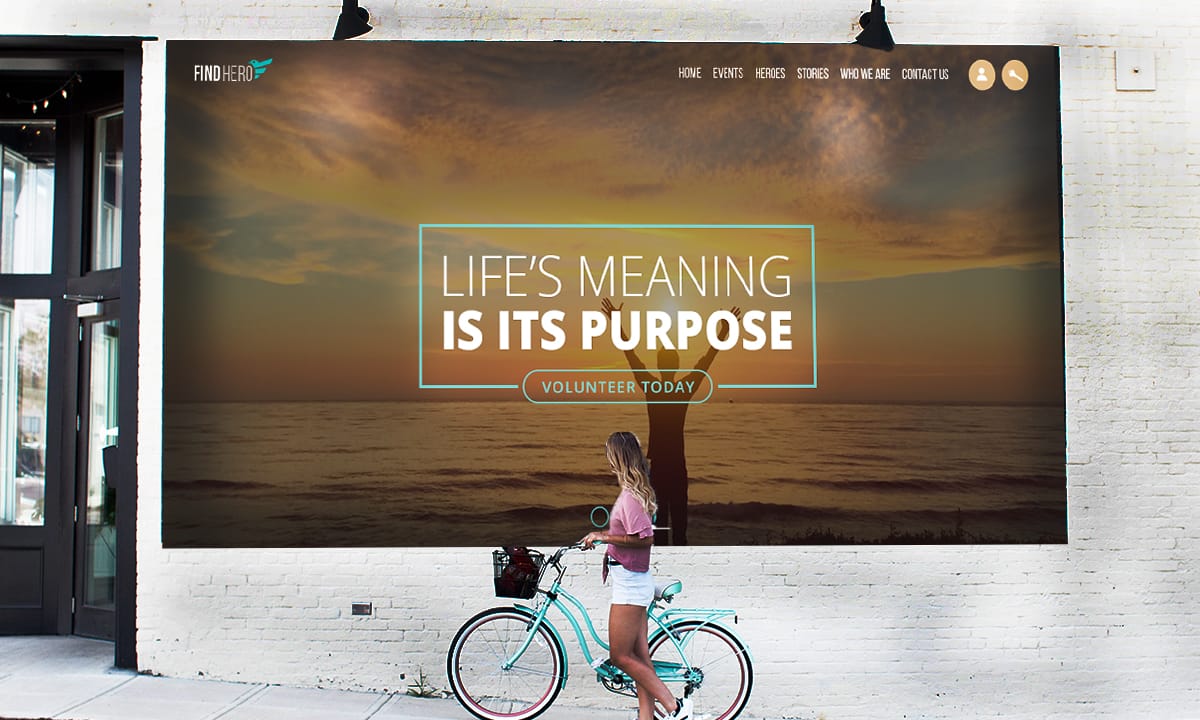 FIND HERO
HOME EVENTS HEROES STORIES WHO WE ARE CONTACT US
LIFE'S MEANING
IS ITS PURPOSE
VOLUNTEER TODAY